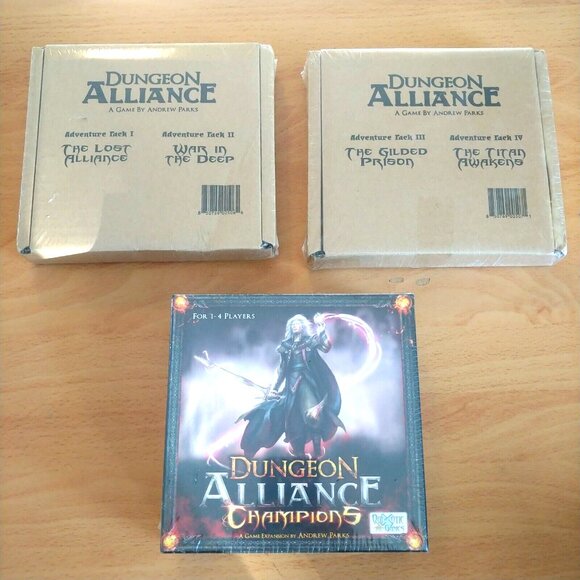 DUNGEON
ALLIANCE
A GAME BY ANDREW PARKS
Adventure Pack I
THE LOST
ALLIANCE
Adventure Pack II
WAR IN
THE DEEP
DUNGEON
ALLIANCE
A GAME BY ANDREW PARKS
Adventure Pack III
THE GILDED
PRISON
Adventure Pack IV
THE TITAN
AWAKENS
FOR 1-4 PLAYERS
DUNGEON
ALLIANCE
CHAMPIONS
A GAME EXPANSION BY ANDREW PARKS
QUIXOTIC
GAMES